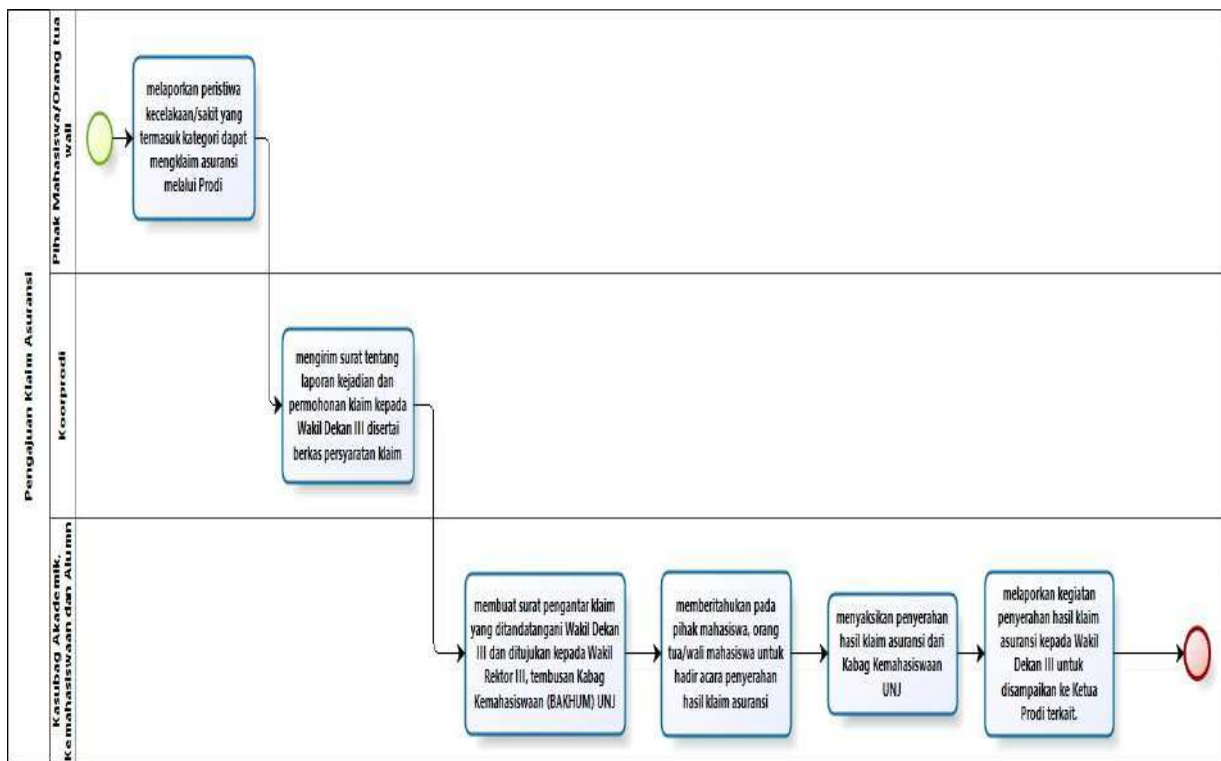 Pengajuan Klaim Asuransi
Pihak Mahasiswa/Orang tua
wali
melaporkan peristiwa
kecelakaan/sakit yang
termasuk kategori dapat
mengklaim asuransi
melalui Prodi
Koorprodi
mengirim surat tentang
laporan kejadian dan
permohonan klaim kepada
Wakil Dekan III disertai
berkas persyaratan klaim
Kasubag Akademik,
Kemahasiswaan dan Alumn
membuat surat pengantar klaim
yang ditandatangani Wakil Dekan
III dan ditujukan kepada Wakil
Rektor III, tembusan Kabag
Kemahasiswaan (BAKHUM) UNJ
memberitahukan pada
pihak mahasiswa, orang
tua/wali mahasiswa untuk
hadir acara penyerahan
hasil klaim asuransi
menyaksikan penyerahan
hasil klaim asuransi dari
Kabag Kemahasiswaan
UNJ
melaporkan kegiatan
penyerahan hasil klaim
asuransi kepada Wakil
Dekan III untuk
disampaikan ke Ketua
Prodi terkait.